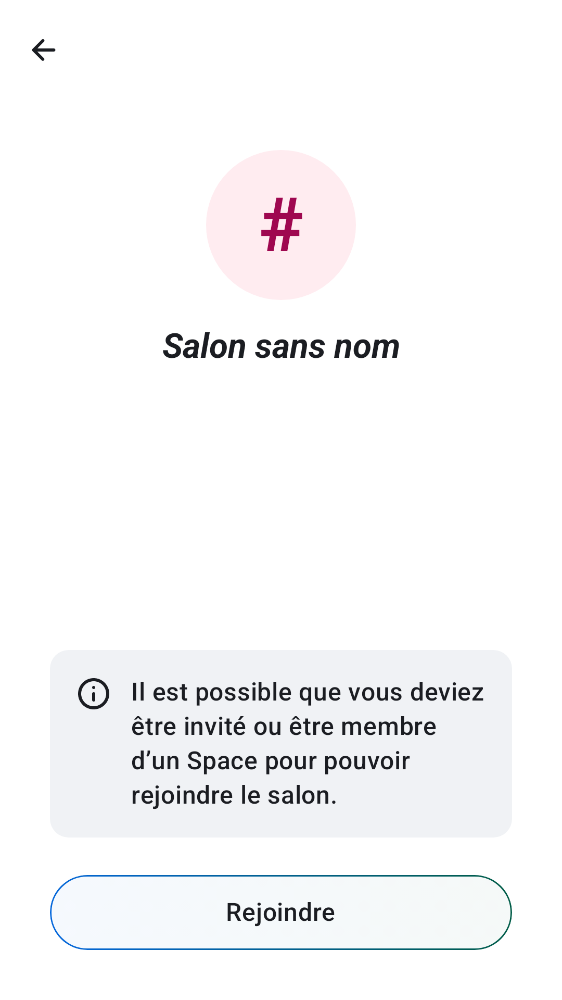 #
Salon sans nom
Il est possible que vous deviez
être invité ou être membre
d’un Space pour pouvoir
rejoindre le salon.
Rejoindre